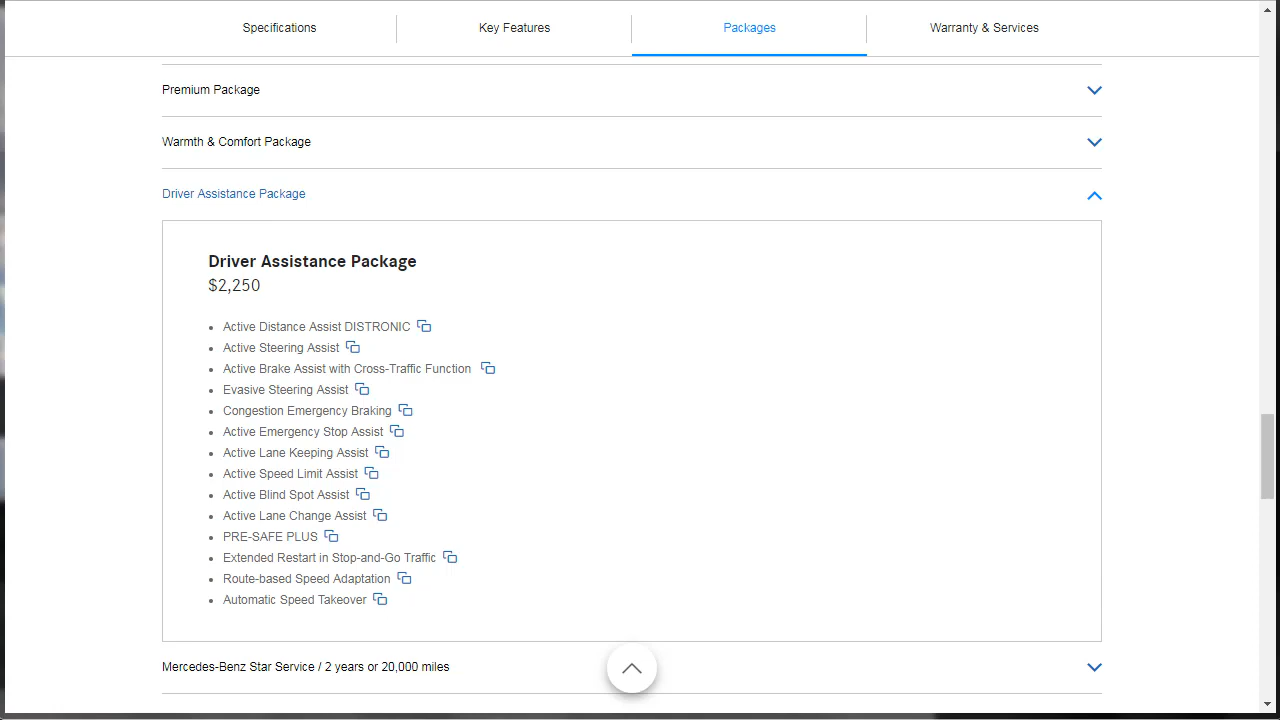 Specifications
Key Features
Packages
Warranty & Services
Premium Package
Warmth & Comfort Package
Driver Assistance Package
Driver Assistance Package
$2,250
Active Distance Assist DISTRONIC
Active Steering Assist
Active Brake Assist with Cross-Traffic Function
Evasive Steering Assist
Congestion Emergency Braking
Active Emergency Stop Assist
Active Lane Keeping Assist
Active Speed Limit Assist
Active Blind Spot Assist
Active Lane Change Assist
PRE-SAFE PLUS
Extended Restart in Stop-and-Go Traffic
Route-based Speed Adaptation
Automatic Speed Takeover
Mercedes-Benz Star Service / 2 years or 20,000 miles